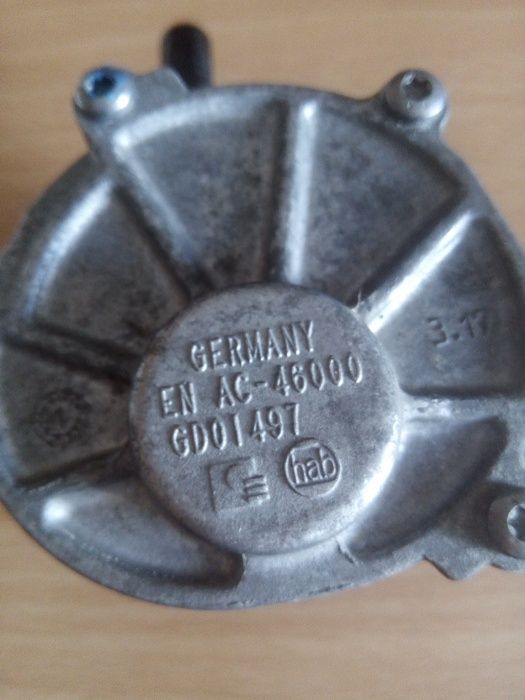 GERMANY
EN AC-46000
GD01497
hab
3.17